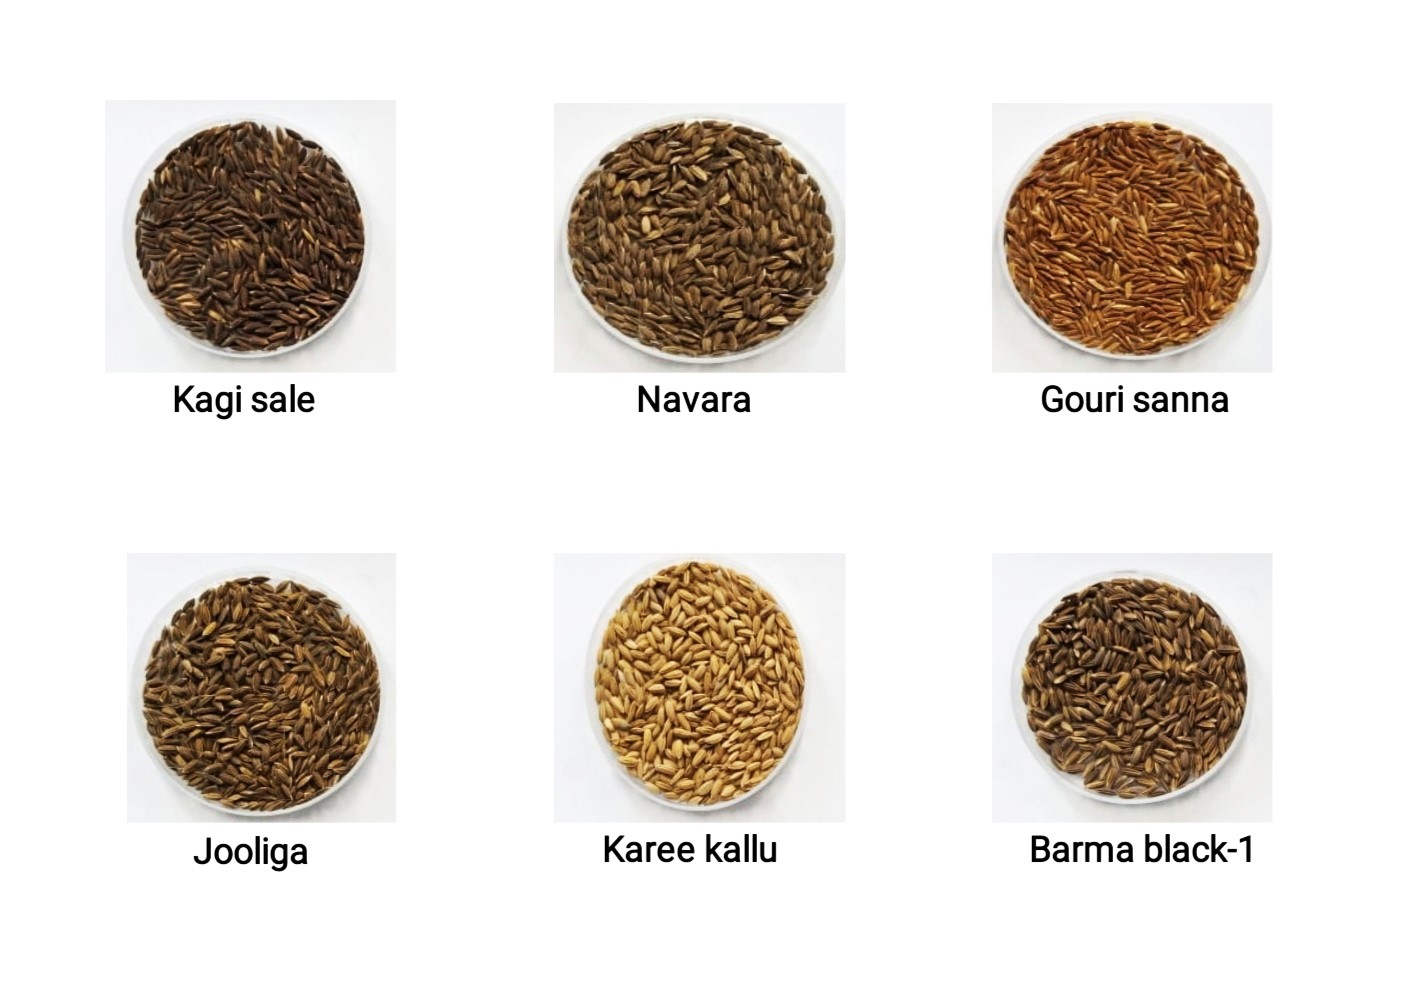 Kagi sale
Navara
Gouri sanna
Jooliga
Karee kallu
Barma black-1